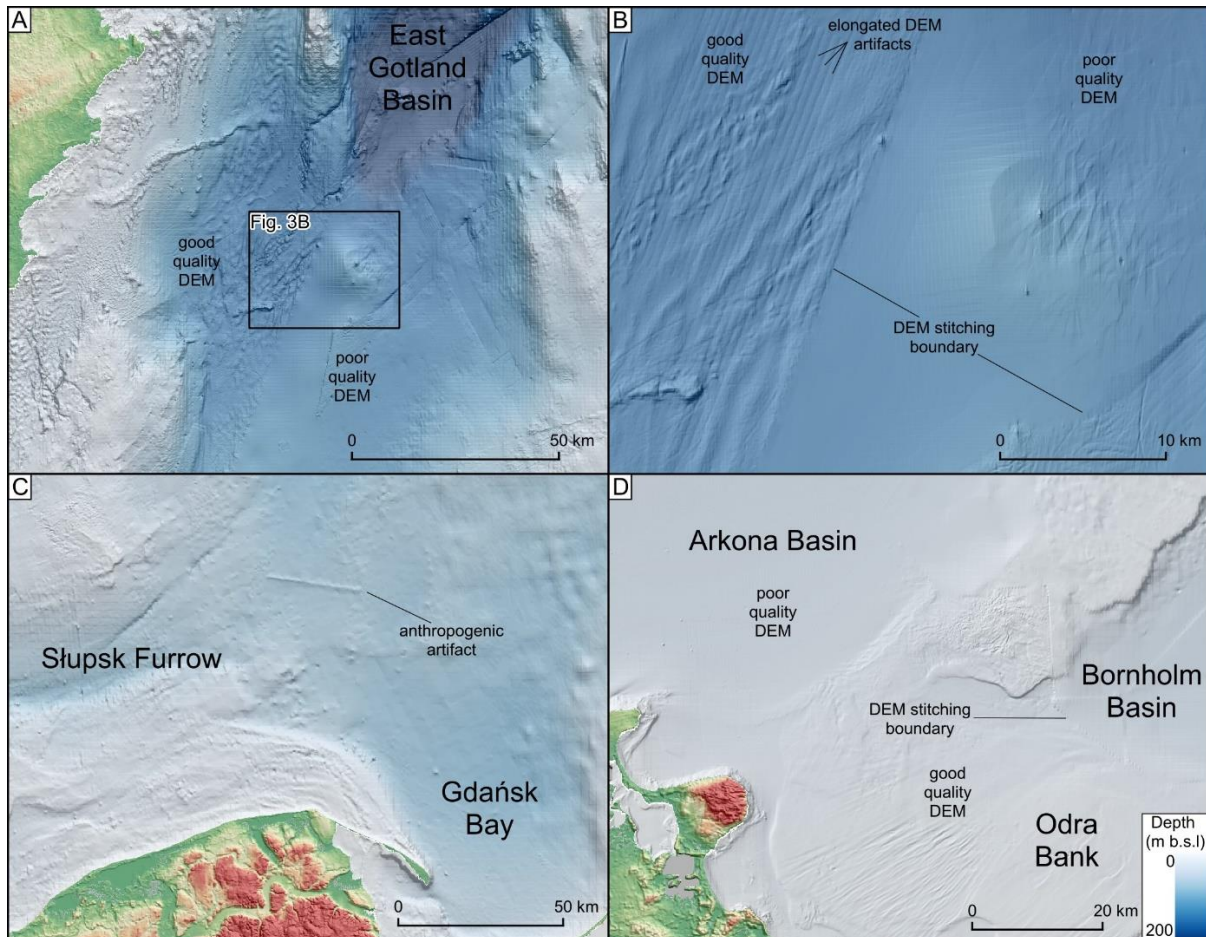 A
East
Gotland
Basin
Fig. 3B
good
quality
DEM
poor
quality
DEM
0
50 km
B
good
quality
DEM
elongated DEM
artifacts
poor
quality
DEM
DEM stitching
boundary
0
10 km
C
anthropogenic
artifact
Słupsk Furrow
Gdańsk
Bay
0
50 km
D
Arkona Basin
poor
quality
DEM
Bornholm
Basin
DEM stitching
boundary
good
quality
DEM
Odra
Bank
0
20 km
Depth
(m b.s.l)
0
200